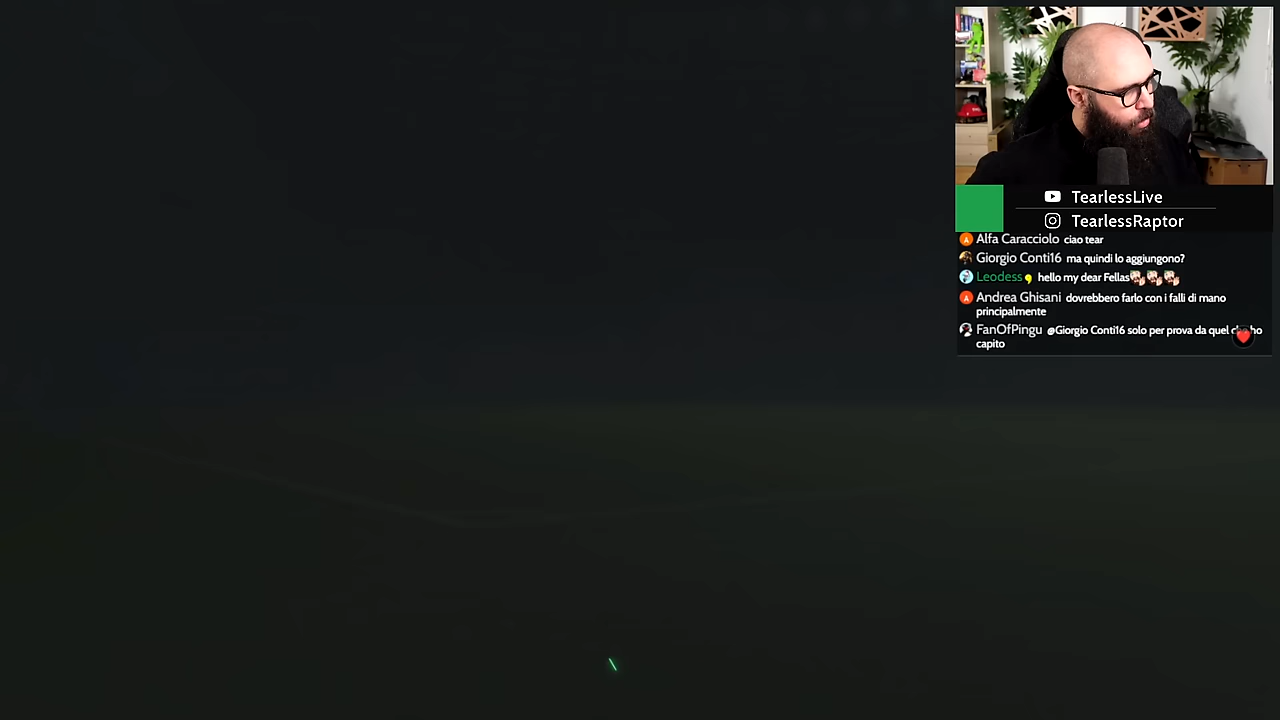 TearlessLive
TearlessRaptor
Alfa Caracciolo ciao tear
Giorgio Conti16 ma quindi lo aggiungono?
Leodess hello my dear Fellas
Andrea Ghisani dovrebbero farlo con i falli di mano
principalmente
FanOfPingu @Giorgio Conti16 solo per prova da quel ho
capito